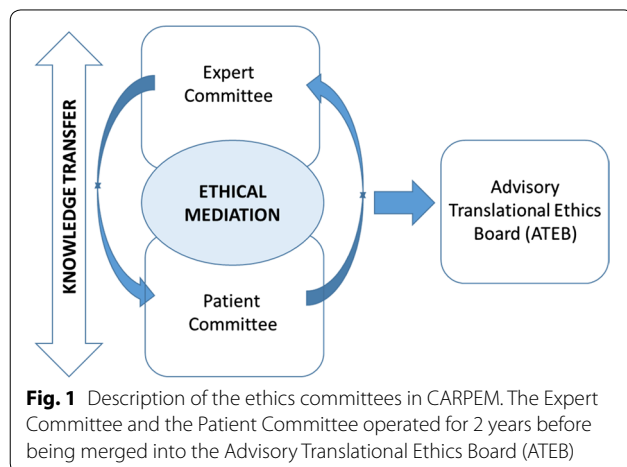 KNOWLEDGE TRANSFER
Expert
Committee
ETHICAL
MEDIATION
Patient
Committee
Advisory
Translational Ethics
Board (ATEB)
Fig. 1 Description of the ethics committees in CARPEM. The Expert
Committee and the Patient Committee operated for 2 years before
being merged into the Advisory Translational Ethics Board (ATEB)